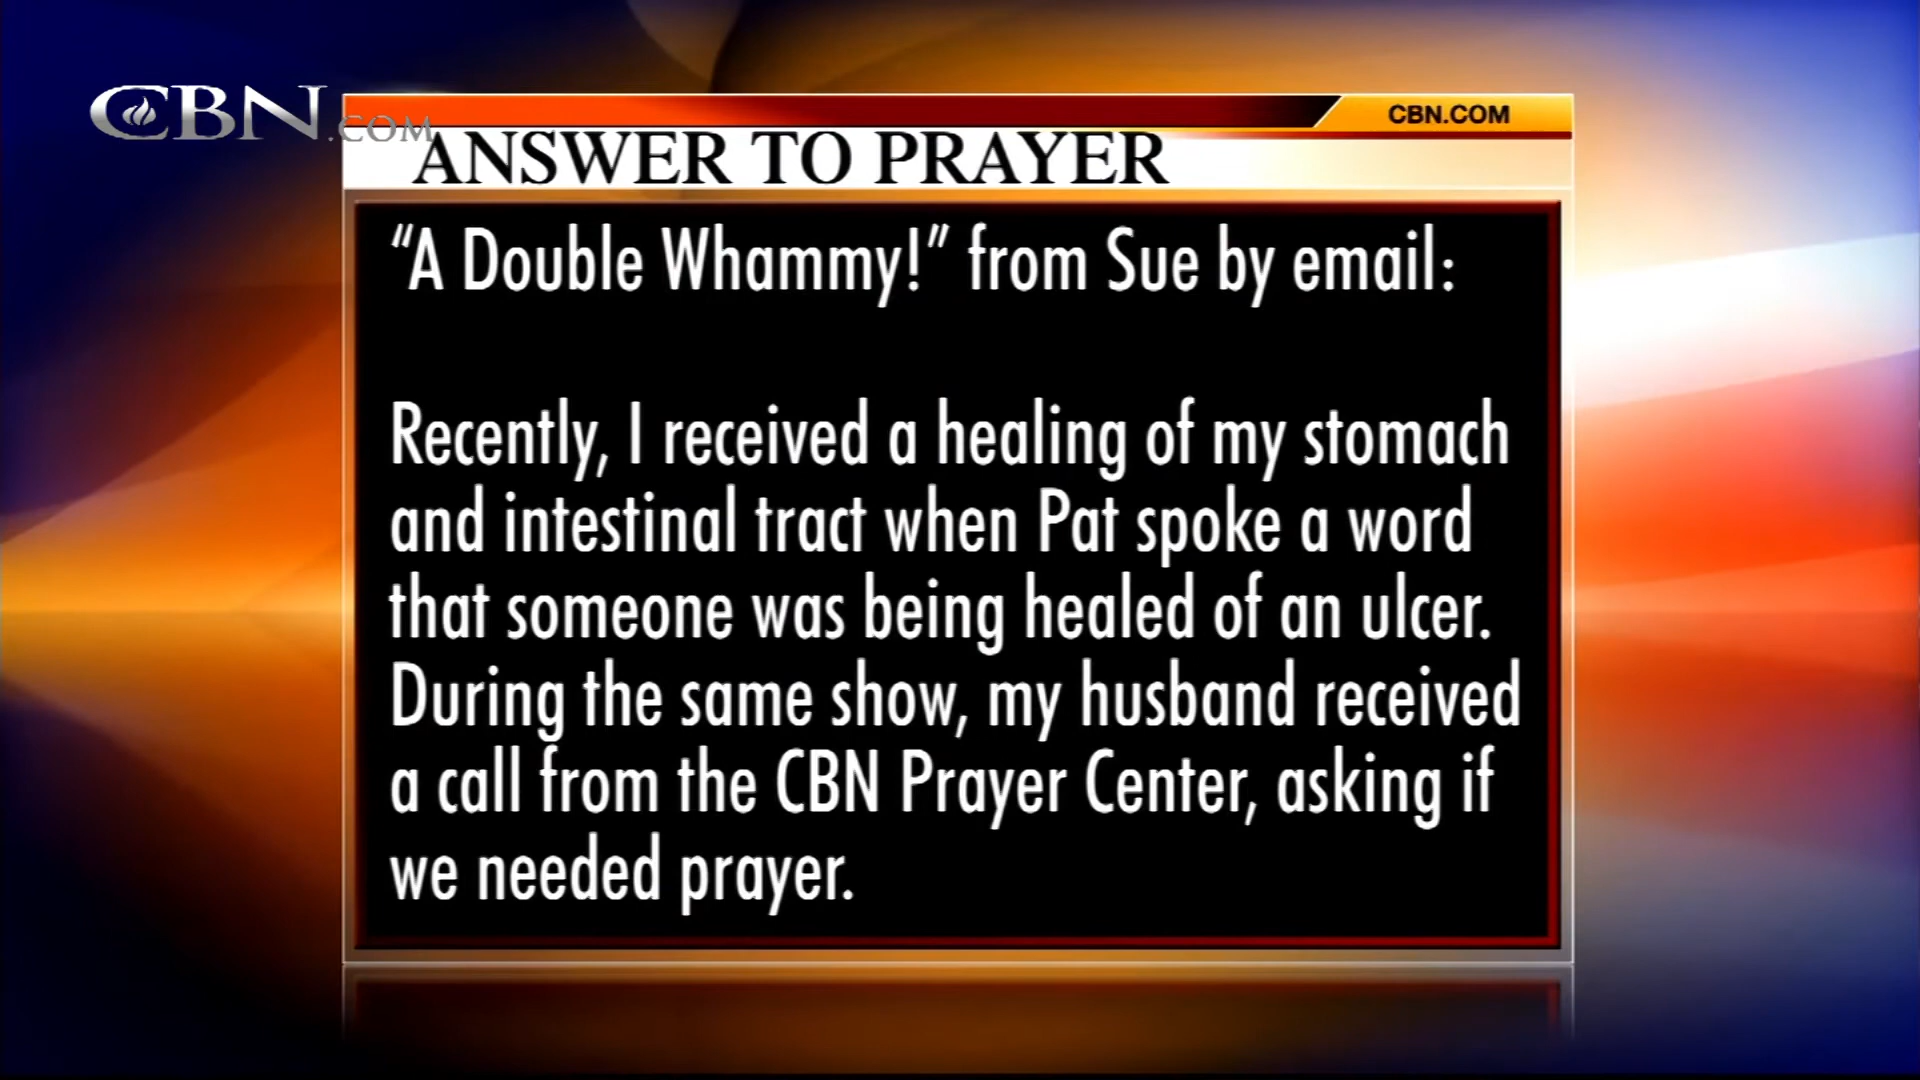 CBN.COM
CBN.COM
ANSWER TO PRAYER
“A Double Whammy!” from Sue by email:
Recently, I received a healing of my stomach
and intestinal tract when Pat spoke a word
that someone was being healed of an ulcer.
During the same show, my husband received
a call from the CBN Prayer Center, asking if
we needed prayer.